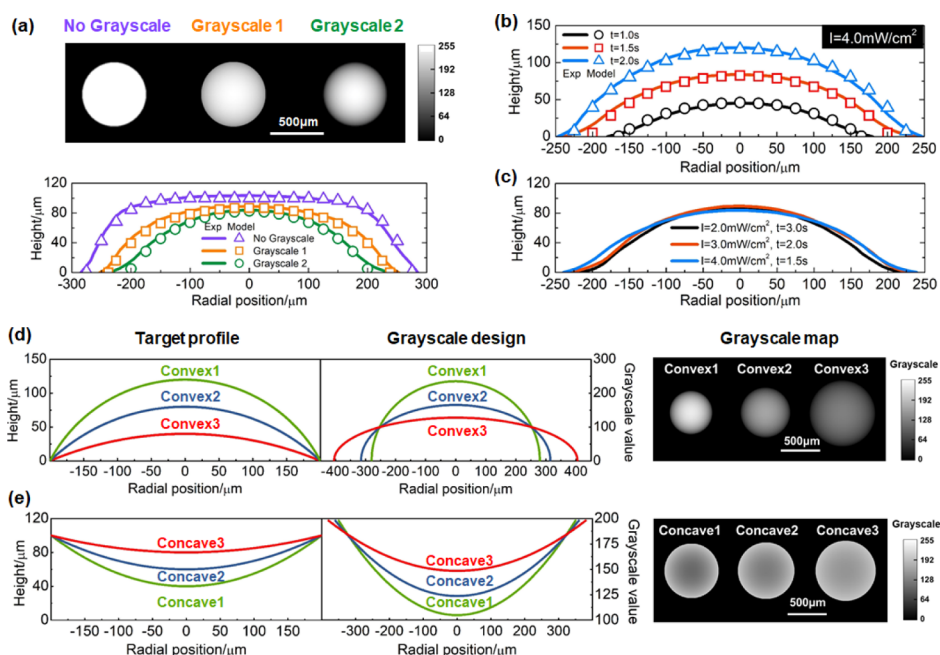 (a)
No Grayscale Grayscale 1 Grayscale 2
255
192
128
64
0
500μm
Height/μm
120
80
40
0
Exp Model
No Grayscale
Grayscale 1
Grayscale 2
-300 -200 -100 0 100 200 300
Radial position/μm
(b)
I=4.0mW/cm²
t=1.0s
t=1.5s
t=2.0s
Exp Model
Height/μm
150
100
50
0
-250 -200 -150 -100 -50 0 50 100 150 200 250
Radial position/μm
(c)
Height/μm
120
80
40
0
I=2.0mW/cm², t=3.0s
I=3.0mW/cm², t=2.0s
I=4.0mW/cm², t=1.5s
-250 -200 -150 -100 -50 0 50 100 150 200 250
Radial position/μm
(d)
Target profile Grayscale design Grayscale map
Height/μm
150
125
100
75
50
25
0
Convex1
Convex2
Convex3
-150 -100 -50 0 50 100 150
Radial position/μm
Convex1
Convex2
Convex3
300
200
100
0
Grayscale value
-400 -300 -200 -100 0 100 200 300 400
Radial position/μm
Convex1 Convex2 Convex3
500μm
Grayscale
255
192
128
64
0
(e)
Height/μm
120
100
80
60
40
20
0
Concave3
Concave2
Concave1
-150 -100 -50 0 50 100 150
Radial position/μm
Concave3
Concave2
Concave1
200
175
150
125
100
Grayscale value
-300 -200 -100 0 100 200 300
Radial position/μm
Concave1 Concave2 Concave3
500μm
Grayscale
255
192
128
64
0